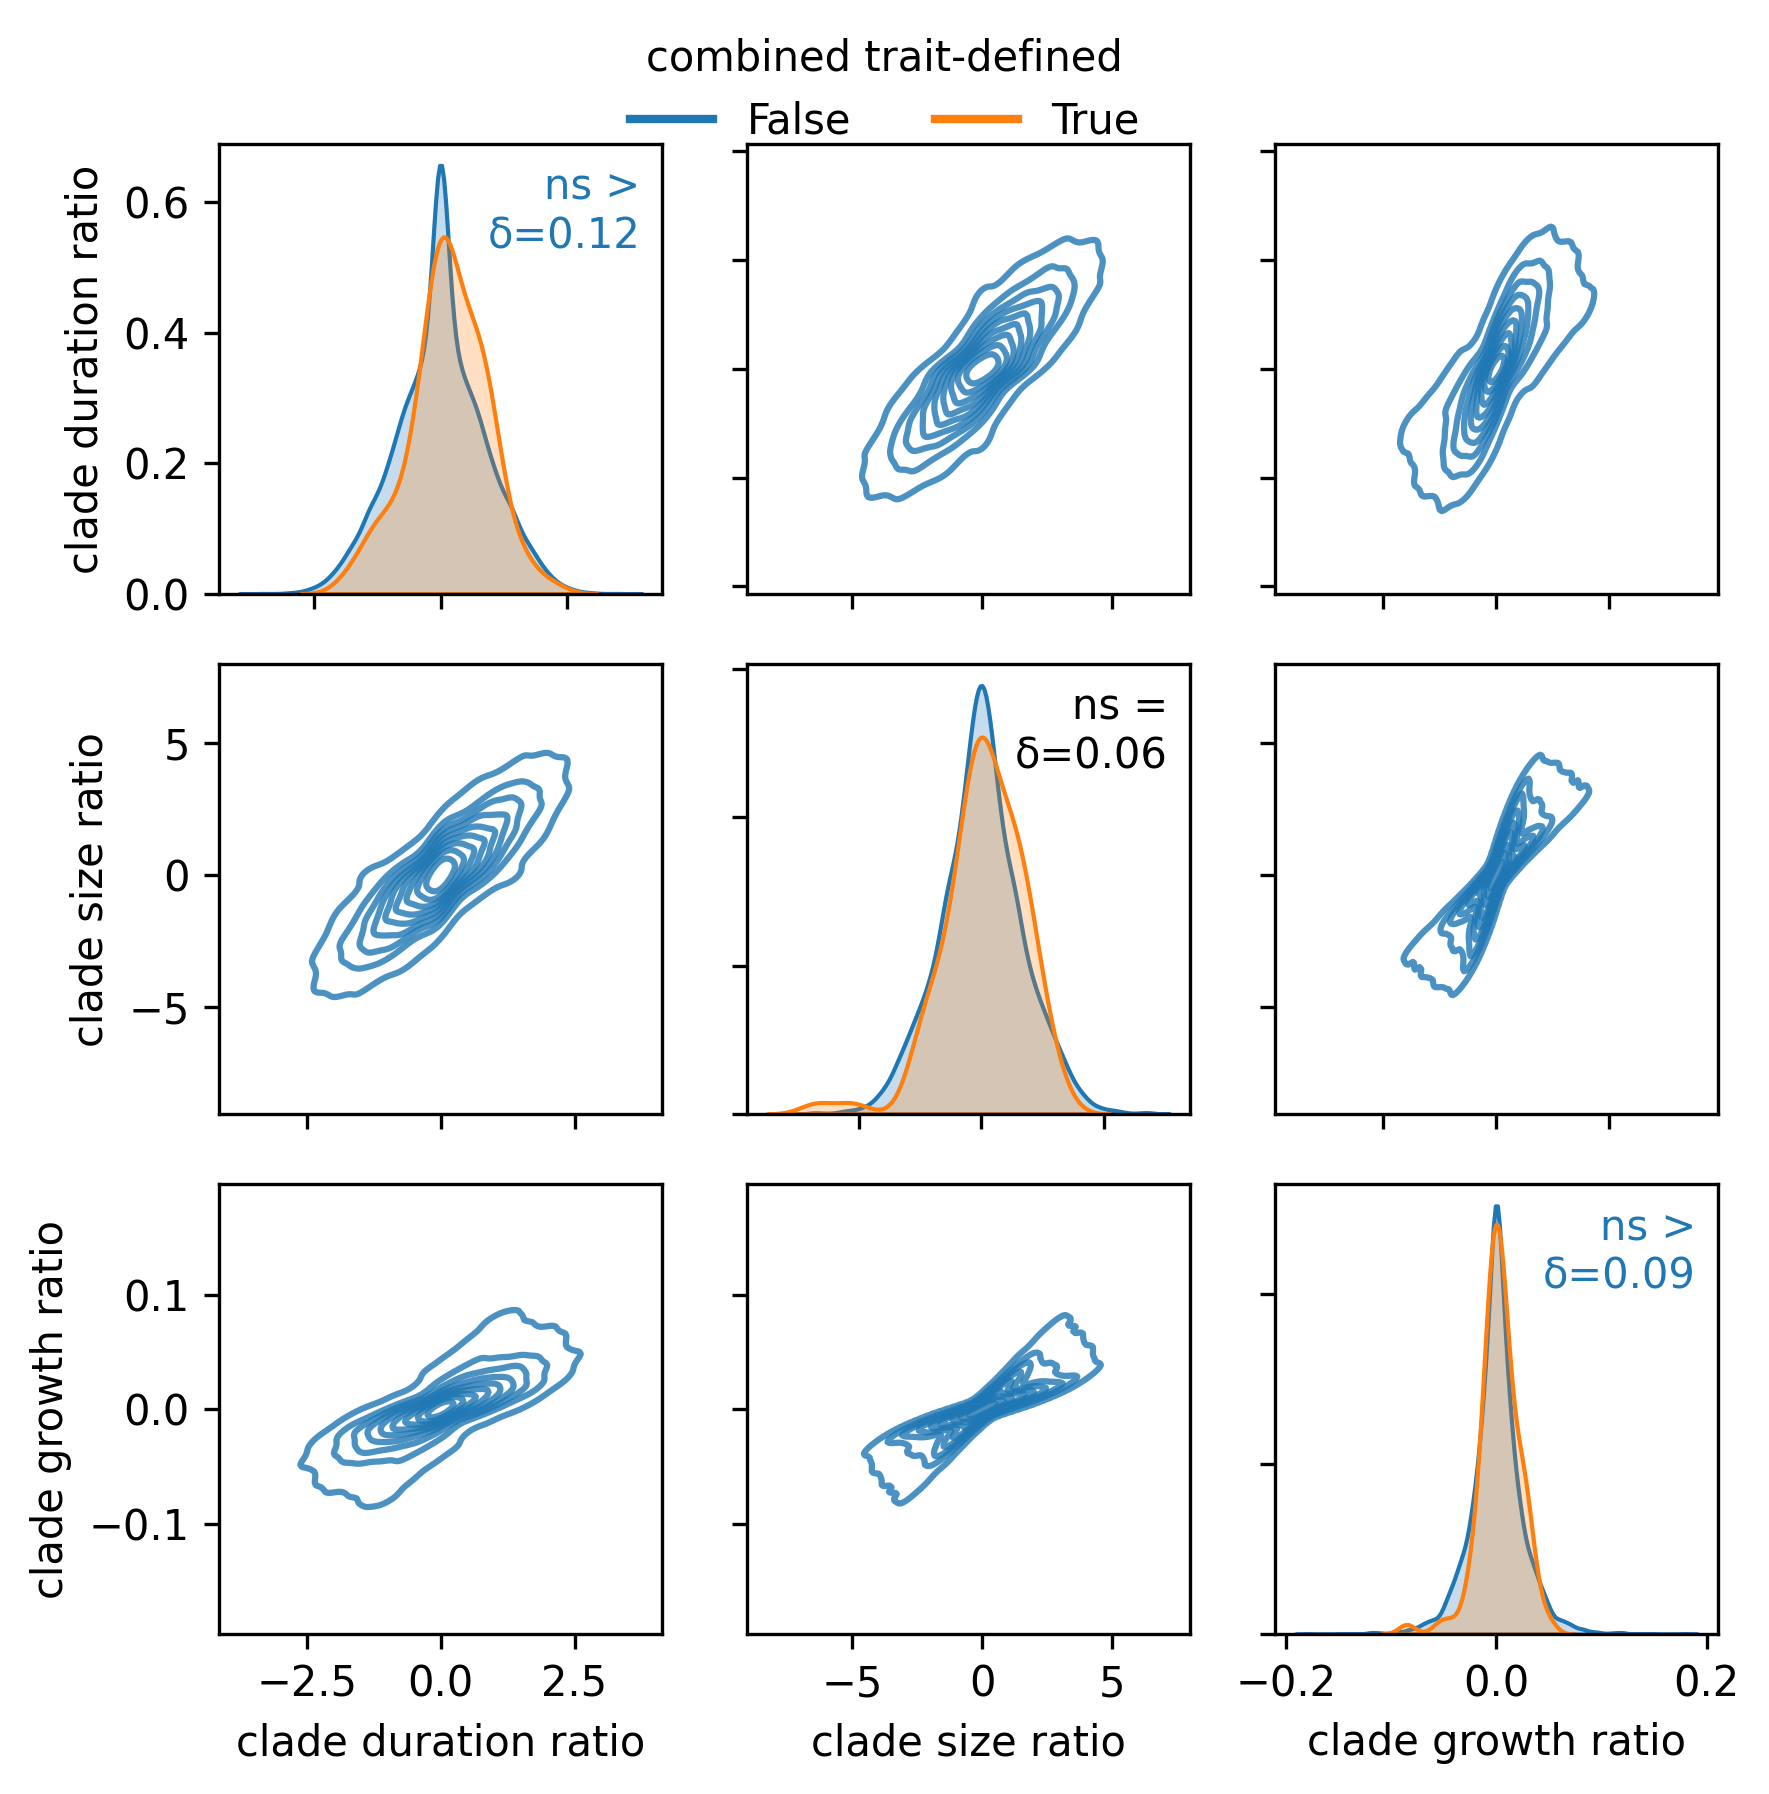 combined trait-defined
False True
clade duration ratio
0.6
0.4
0.2
0.0
ns >
δ=0.12
clade size ratio
5
0
−5
ns =
δ=0.06
clade growth ratio
0.1
0.0
−0.1
ns >
δ=0.09
−2.5 0.0 2.5
−5 0 5
−0.2 0.0 0.2
clade duration ratio
clade size ratio
clade growth ratio